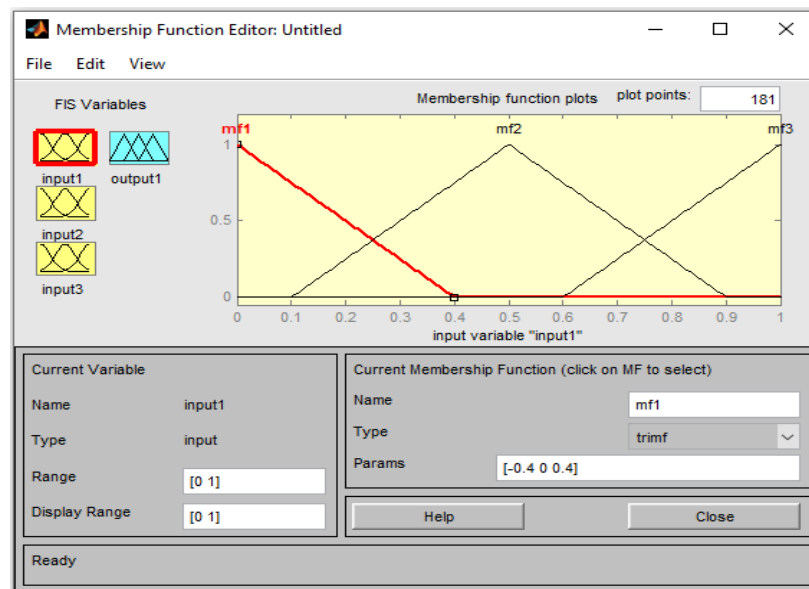 Membership Function Editor: Untitled
File Edit View
FIS Variables
Membership function plots plot points: 181
mf1 mf2 mf3
input1 output1
input2
input3
1
0.5
0
0 0.1 0.2 0.3 0.4 0.5 0.6 0.7 0.8 0.9 1
input variable "input1"
Current Variable
Name input1
Type input
Range [0 1]
Display Range [0 1]
Current Membership Function (click on MF to select)
Name mf1
Type trimf
Params [-0.4 0 0.4]
Help Close
Ready